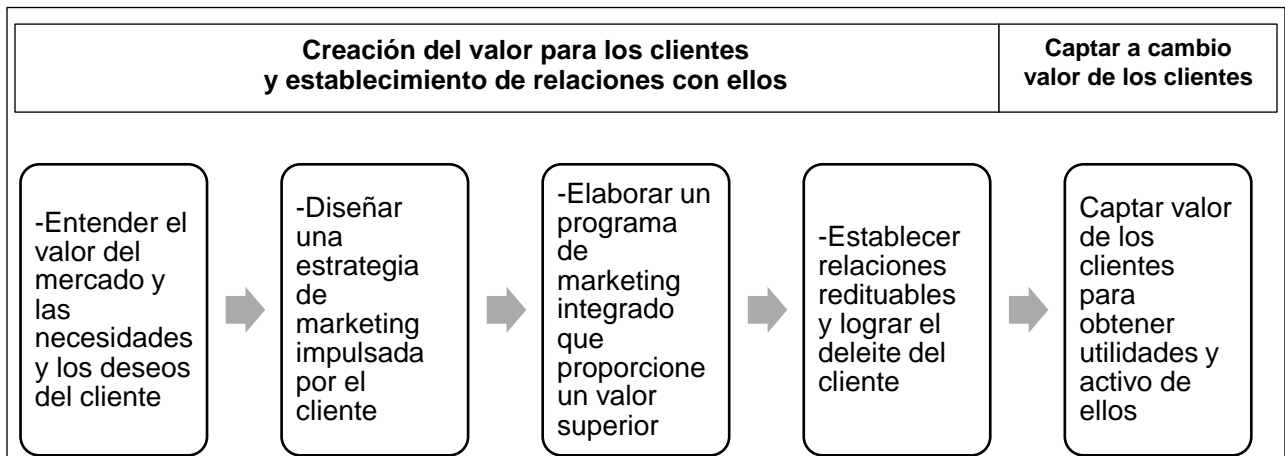 Creación del valor para los clientes
y establecimiento de relaciones con ellos
Captar a cambio
valor de los clientes
-Entender el
valor del
mercado y
las
necesidades
y los deseos
del cliente
-Diseñar
una
estrategia
de
marketing
impulsada
por el
cliente
-Elaborar un
programa
de
marketing
integrado
que
proporcione
un valor
superior
-Establecer
relaciones
redituables
y lograr el
deleite del
cliente
Captar valor
de los
clientes
para
obtener
utilidades y
activo de
ellos